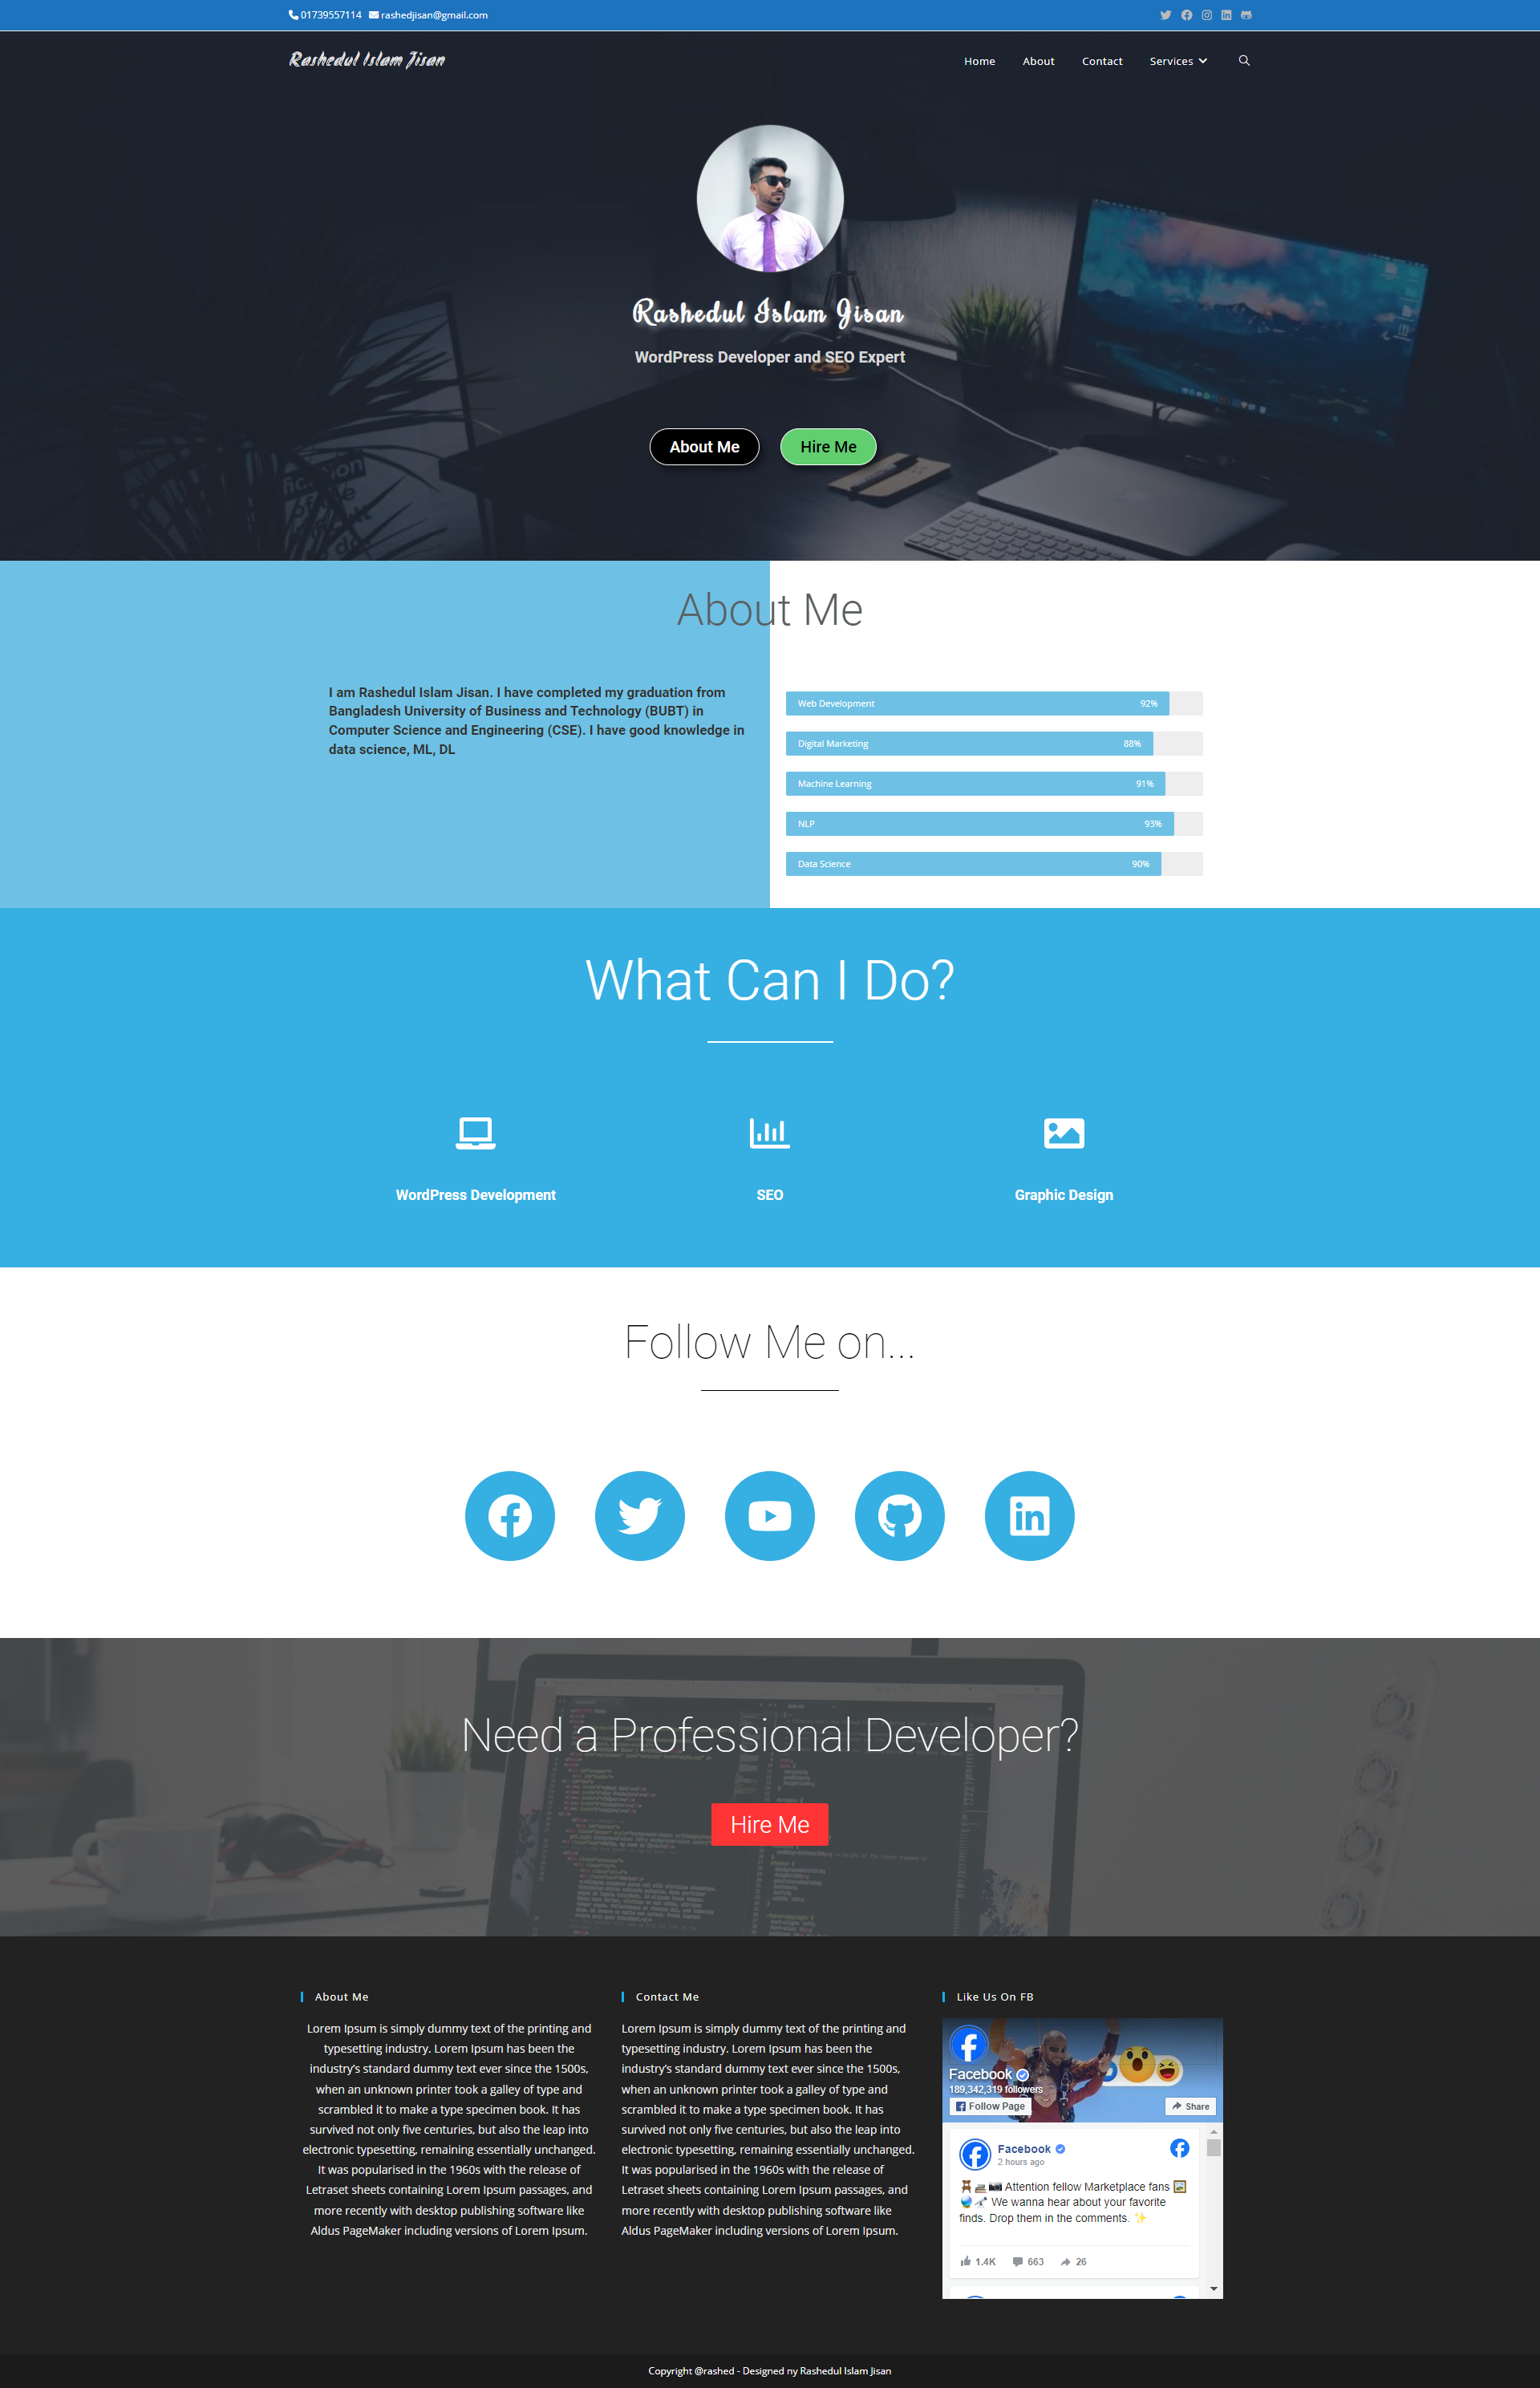 01739557114 rashedjisan@gmail.com
Rashedul Islam Jisan
Home About Contact Services
Rashedul Islam Jisan
WordPress Developer and SEO Expert
About Me Hire Me
About Me
I am Rashedul Islam Jisan. I have completed my graduation from
Bangladesh University of Business and Technology (BUBT) in
Computer Science and Engineering (CSE). I have good knowledge in
data science, ML, DL
Web Development 92%
Digital Marketing 88%
Machine Learning 91%
NLP 93%
Data Science 90%
What Can I Do?
WordPress Development
SEO
Graphic Design
Follow Me on...
Need a Professional Developer?
Hire Me
About Me
Lorem Ipsum is simply dummy text of the printing and
typesetting industry. Lorem Ipsum has been the
industry’s standard dummy text ever since the 1500s,
when an unknown printer took a galley of type and
scrambled it to make a type specimen book. It has
survived not only five centuries, but also the leap into
electronic typesetting, remaining essentially unchanged.
It was popularised in the 1960s with the release of
Letraset sheets containing Lorem Ipsum passages, and
more recently with desktop publishing software like
Aldus PageMaker including versions of Lorem Ipsum.
Contact Me
Lorem Ipsum is simply dummy text of the printing and
typesetting industry. Lorem Ipsum has been the
industry’s standard dummy text ever since the 1500s,
when an unknown printer took a galley of type and
scrambled it to make a type specimen book. It has
survived not only five centuries, but also the leap into
electronic typesetting, remaining essentially unchanged.
It was popularised in the 1960s with the release of
Letraset sheets containing Lorem Ipsum passages, and
more recently with desktop publishing software like
Aldus PageMaker including versions of Lorem Ipsum.
Like Us On FB
Facebook
189,342,319 followers
Follow Page Share
Facebook
2 hours ago
Attention fellow Marketplace fans
We wanna hear about your favorite
finds. Drop them in the comments.
1.4K 663 26
Copyright @rashed - Designed ny Rashedul Islam Jisan